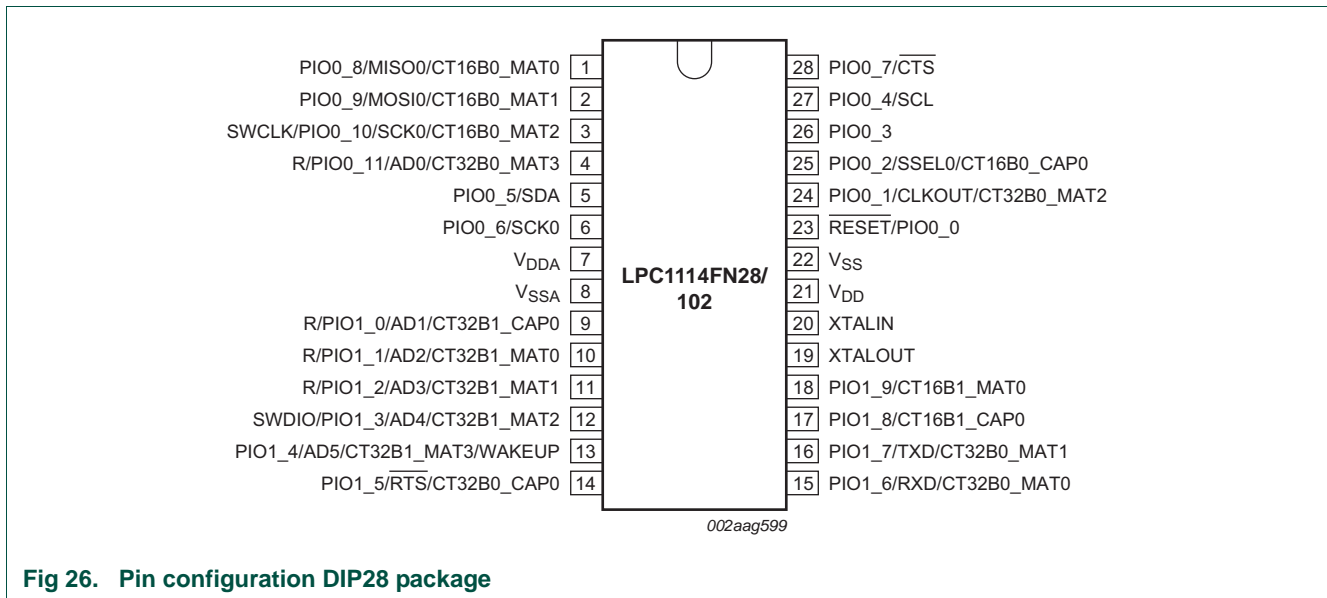 PIO0_8/MISO0/CT16B0_MAT0 1
PIO0_9/MOSI0/CT16B0_MAT1 2
SWCLK/PIO0_10/SCK0/CT16B0_MAT2 3
R/PIO0_11/AD0/CT32B0_MAT3 4
PIO0_5/SDA 5
PIO0_6/SCK0 6
VDDA 7
VSSA 8
R/PIO1_0/AD1/CT32B1_CAP0 9
R/PIO1_1/AD2/CT32B1_MAT0 10
R/PIO1_2/AD3/CT32B1_MAT1 11
SWDIO/PIO1_3/AD4/CT32B1_MAT2 12
PIO1_4/AD5/CT32B1_MAT3/WAKEUP 13
PIO1_5/RTS/CT32B0_CAP0 14
LPC1114FN28/
102
28 PIO0_7/CTS
27 PIO0_4/SCL
26 PIO0_3
25 PIO0_2/SSEL0/CT16B0_CAP0
24 PIO0_1/CLKOUT/CT32B0_MAT2
23 RESET/PIO0_0
22 VSS
21 VDD
20 XTALIN
19 XTALOUT
18 PIO1_9/CT16B1_MAT0
17 PIO1_8/CT16B1_CAP0
16 PIO1_7/TXD/CT32B0_MAT1
15 PIO1_6/RXD/CT32B0_MAT0
002aag599
Fig 26. Pin configuration DIP28 package